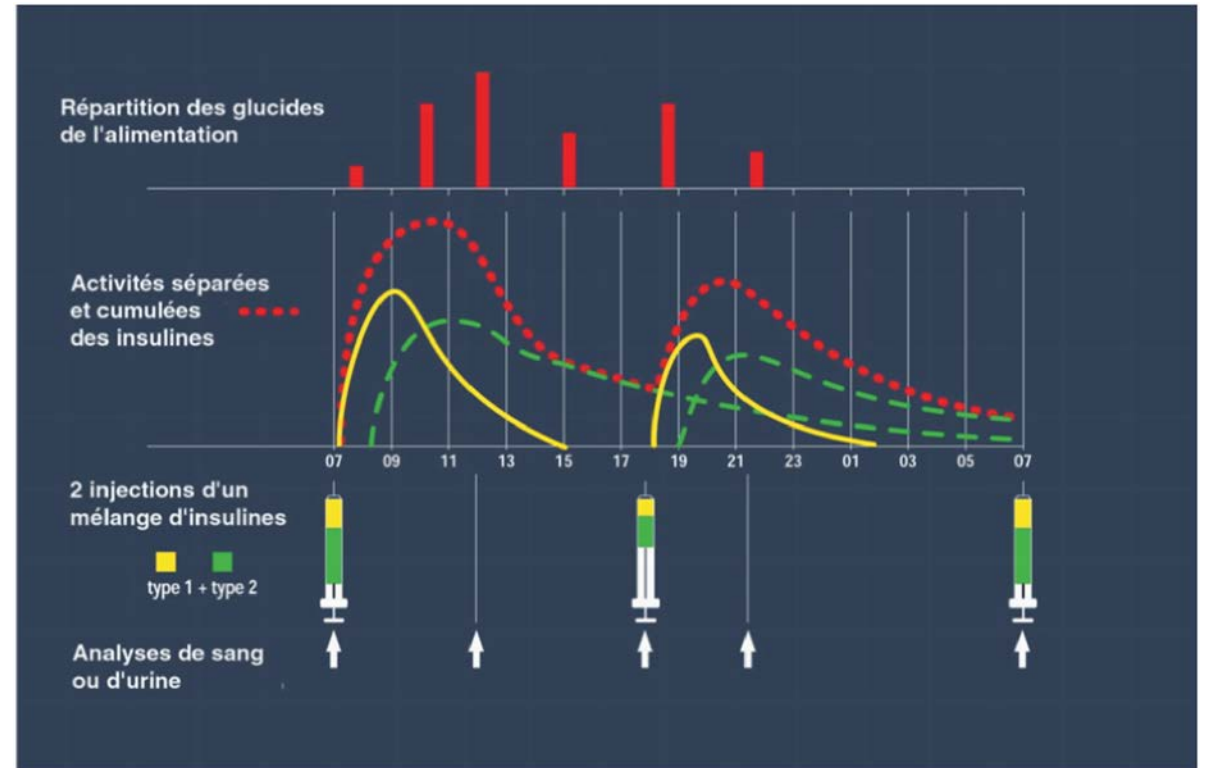 Répartition des glucides
de l'alimentation
Activités séparées
et cumulées
des insulines
07 09 11 13 15 17 19 21 23 01 03 05 07
2 injections d'un
mélange d'insulines
type 1 + type 2
Analyses de sang
ou d'urine